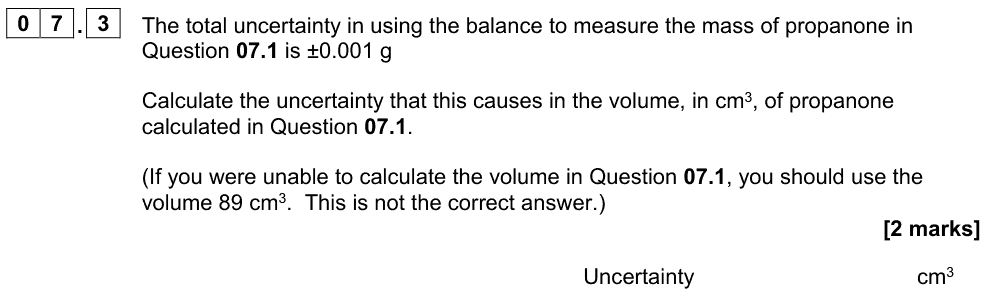 0 7 . 3 The total uncertainty in using the balance to measure the mass of propanone in
Question 07.1 is ±0.001 g
Calculate the uncertainty that this causes in the volume, in cm³, of propanone
calculated in Question 07.1.
(If you were unable to calculate the volume in Question 07.1, you should use the
volume 89 cm³. This is not the correct answer.)
[2 marks]
Uncertainty cm³